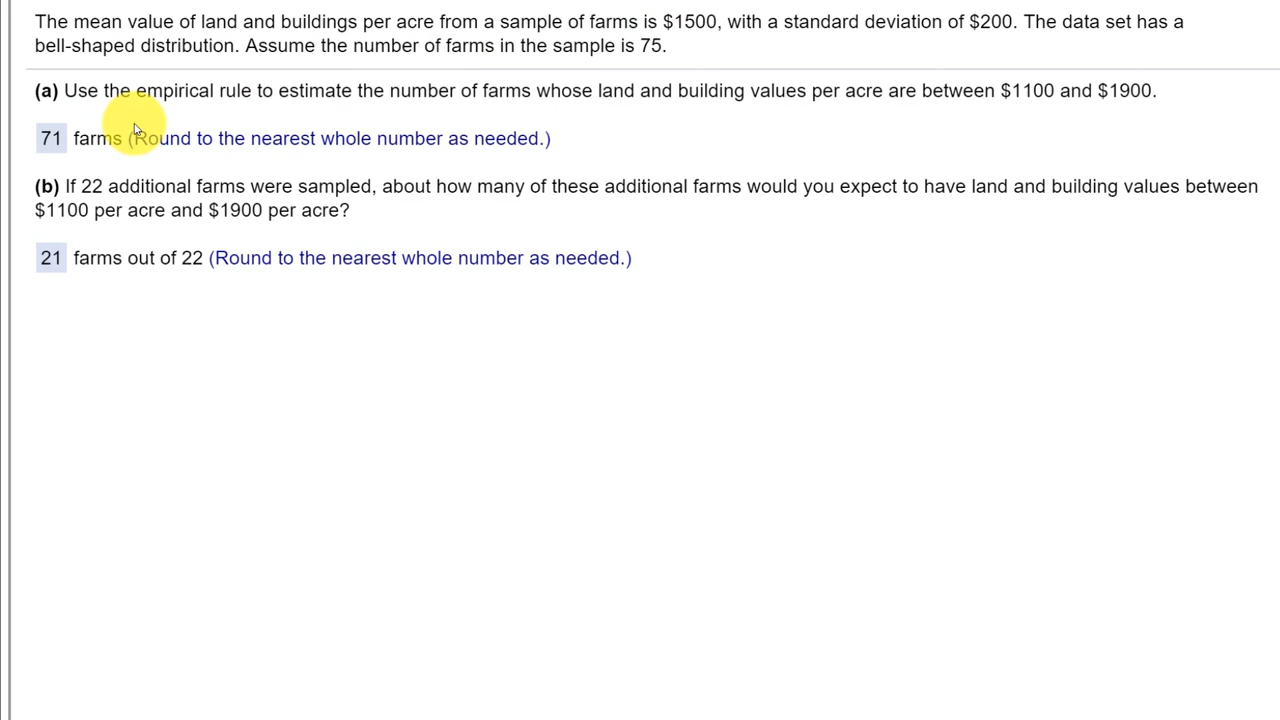 The mean value of land and buildings per acre from a sample of farms is $1500, with a standard deviation of $200. The data set has a
bell-shaped distribution. Assume the number of farms in the sample is 75.
(a) Use the empirical rule to estimate the number of farms whose land and building values per acre are between $1100 and $1900.
71 farms (Round to the nearest whole number as needed.)
(b) If 22 additional farms were sampled, about how many of these additional farms would you expect to have land and building values between
$1100 per acre and $1900 per acre?
21 farms out of 22 (Round to the nearest whole number as needed.)